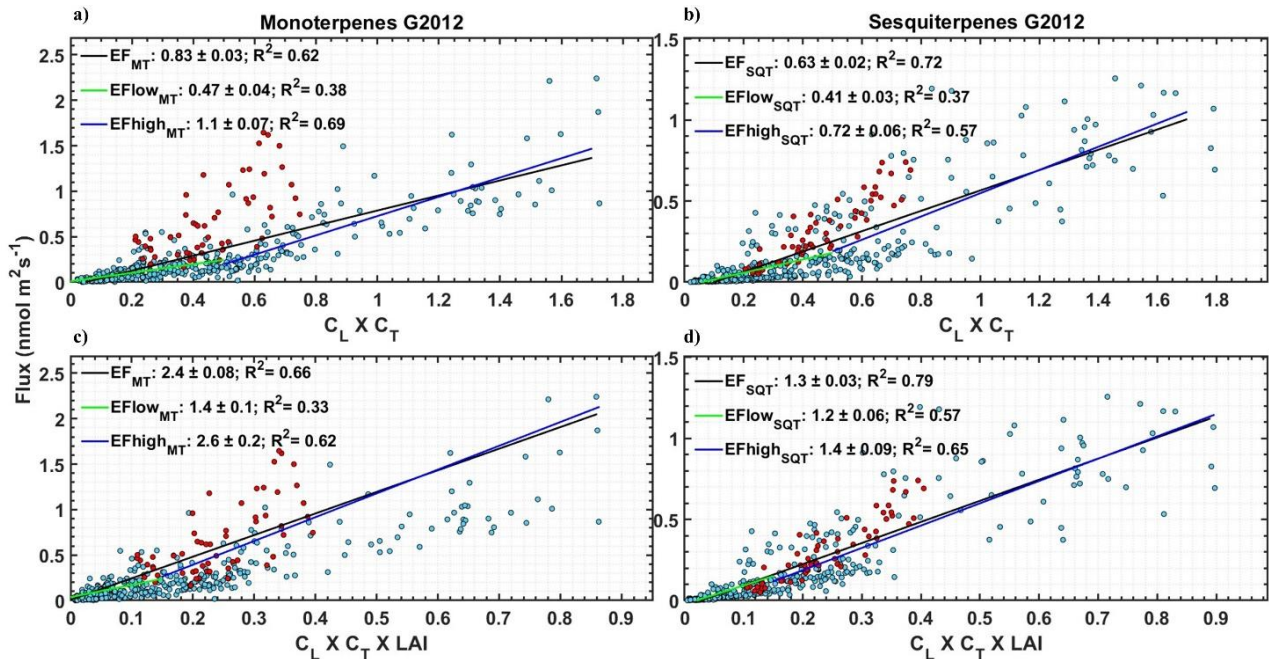 a) Monoterpenes G2012
EF_MT: 0.83 ± 0.03; R²= 0.62
EFlow_MT: 0.47 ± 0.04; R²= 0.38
EFhigh_MT: 1.1 ± 0.07; R²= 0.69
2.5
2
1.5
1
0.5
0
0 0.2 0.4 0.6 0.8 1 1.2 1.4 1.6 1.8
C_L X C_T
b) Sesquiterpenes G2012
EF_SQT: 0.63 ± 0.02; R²= 0.72
EFlow_SQT: 0.41 ± 0.03; R²= 0.37
EFhigh_SQT: 0.72 ± 0.06; R²= 0.57
1.5
1
0.5
0
0 0.2 0.4 0.6 0.8 1 1.2 1.4 1.6 1.8
C_L X C_T
Flux (nmol m⁻² s⁻¹)
c)
EF_MT: 2.4 ± 0.08; R²= 0.66
EFlow_MT: 1.4 ± 0.1; R²= 0.33
EFhigh_MT: 2.6 ± 0.2; R²= 0.62
2.5
2
1.5
1
0.5
0
0 0.1 0.2 0.3 0.4 0.5 0.6 0.7 0.8 0.9
C_L X C_T X LAI
d)
EF_SQT: 1.3 ± 0.03; R²= 0.79
EFlow_SQT: 1.2 ± 0.06; R²= 0.57
EFhigh_SQT: 1.4 ± 0.09; R²= 0.65
1.5
1
0.5
0
0 0.1 0.2 0.3 0.4 0.5 0.6 0.7 0.8 0.9
C_L X C_T X LAI